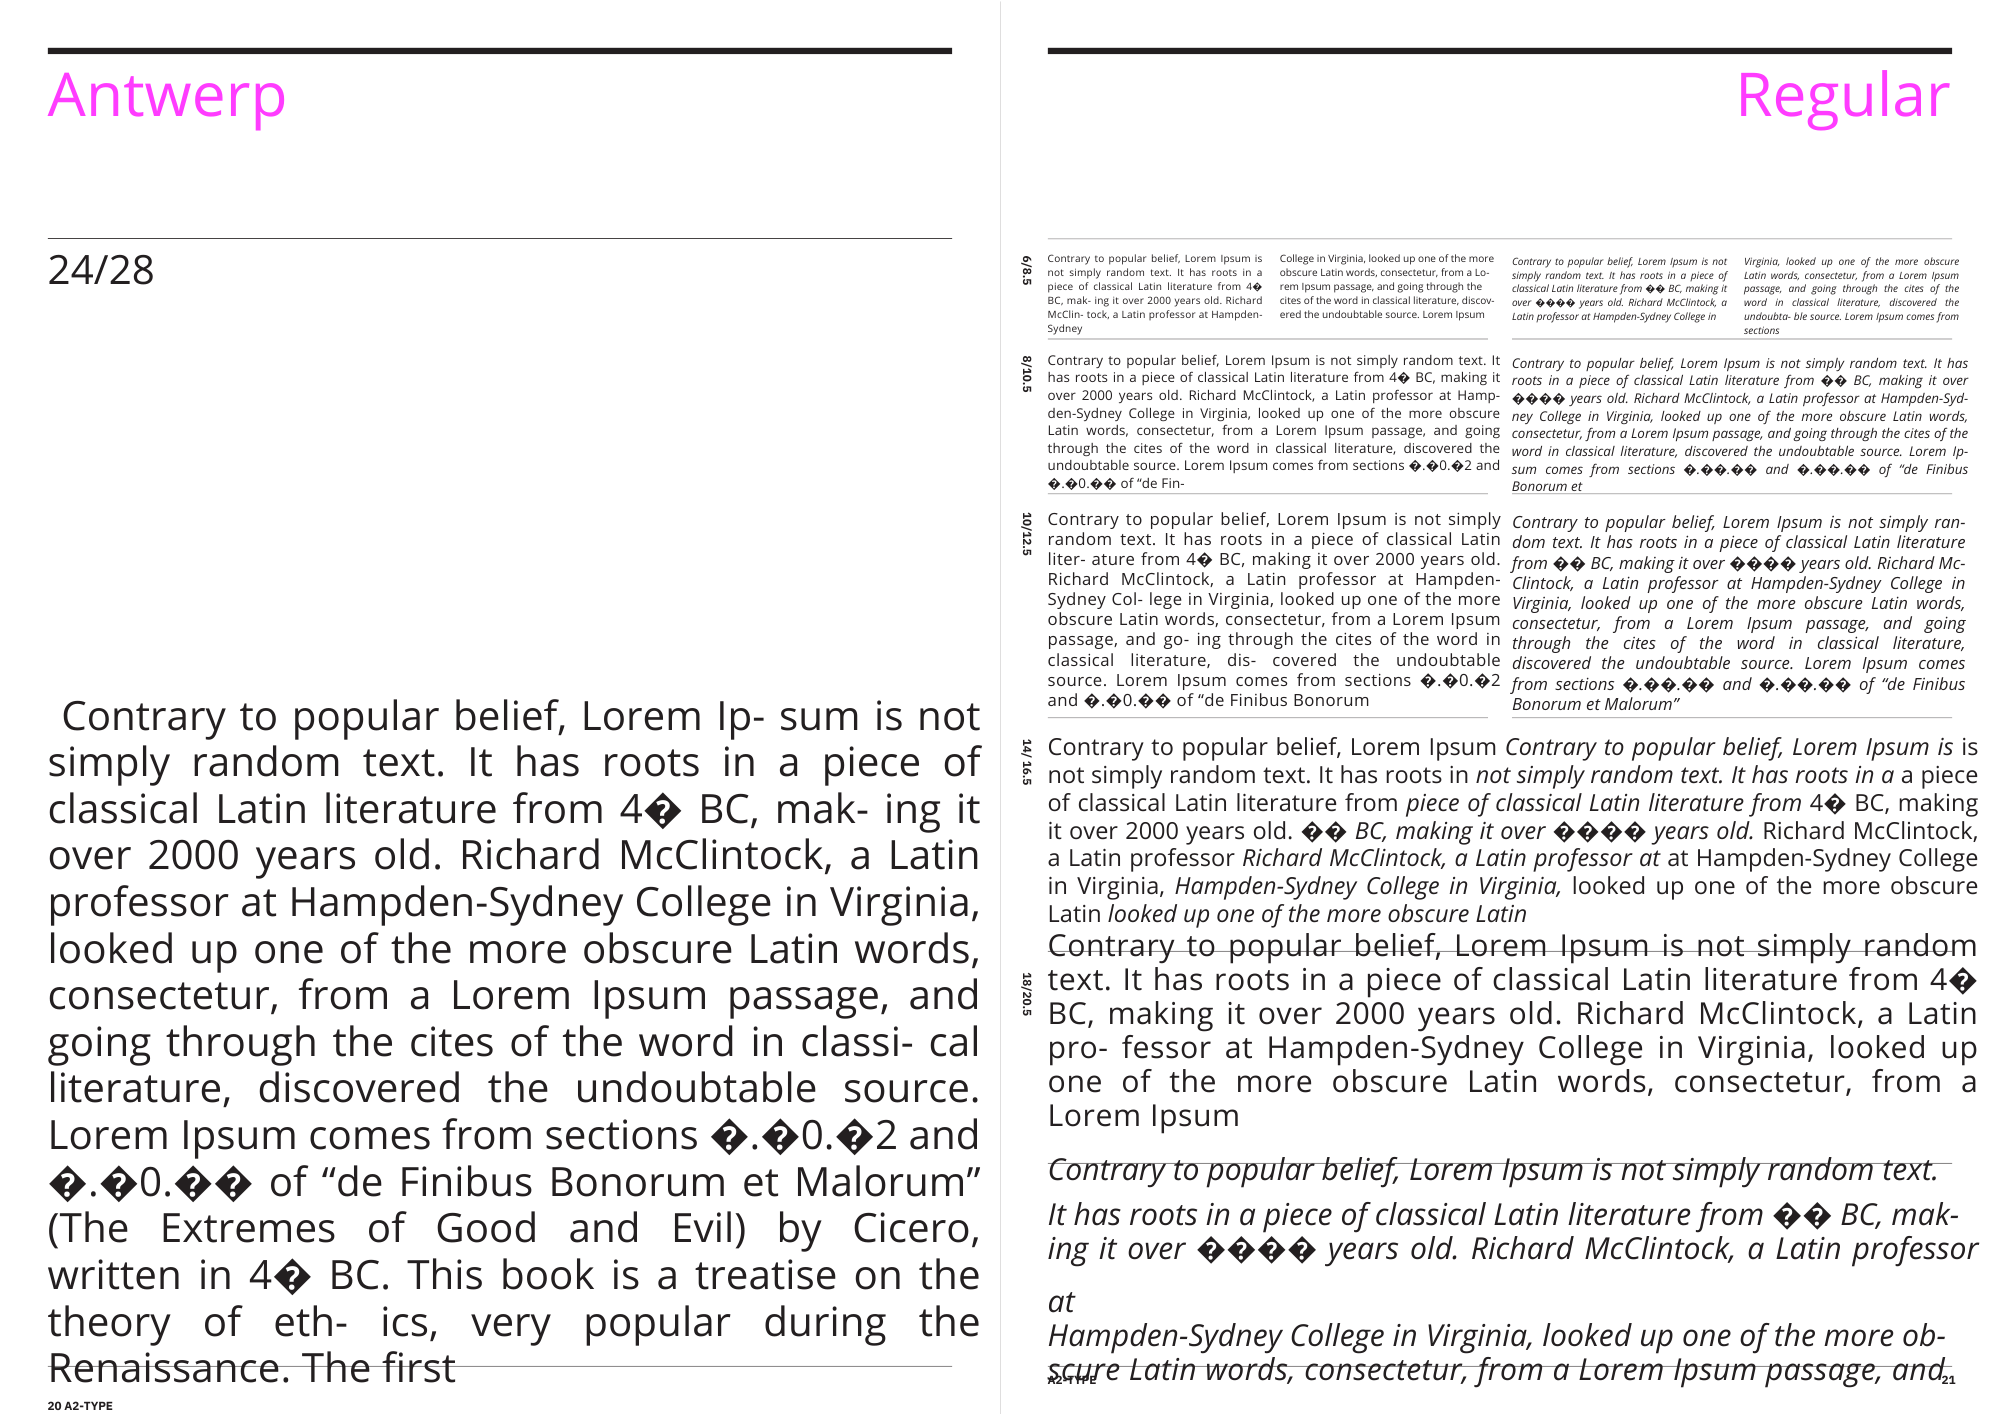 Antwerp
24/28
Contrary to popular belief, Lorem Ip- sum is not
simply random text. It has roots in a piece of
classical Latin literature from 4� BC, mak- ing it
over 2000 years old. Richard McClintock, a Latin
professor at Hampden-Sydney College in Virginia,
looked up one of the more obscure Latin words,
consectetur, from a Lorem Ipsum passage, and
going through the cites of the word in classi- cal
literature, discovered the undoubtable source.
Lorem Ipsum comes from sections �.�0.�2 and
�.�0.�� of “de Finibus Bonorum et Malorum”
(The Extremes of Good and Evil) by Cicero,
written in 4� BC. This book is a treatise on the
theory of eth- ics, very popular during the
Renaissance. The first
20 A2-TYPE
Regular
6/8.5
Contrary to popular belief, Lorem Ipsum is
not simply random text. It has roots in a
piece of classical Latin literature from 4�
BC, mak- ing it over 2000 years old. Richard
McClin- tock, a Latin professor at Hampden-
Sydney
College in Virginia, looked up one of the more
obscure Latin words, consectetur, from a Lo-
rem Ipsum passage, and going through the
cites of the word in classical literature, discov-
ered the undoubtable source. Lorem Ipsum
Contrary to popular belief, Lorem Ipsum is not
simply random text. It has roots in a piece of
classical Latin literature from �� BC, making it
over ���� years old. Richard McClintock, a
Latin professor at Hampden-Sydney College in
Virginia, looked up one of the more obscure
Latin words, consectetur, from a Lorem Ipsum
passage, and going through the cites of the
word in classical literature, discovered the
undoubta- ble source. Lorem Ipsum comes from
sections
8/10.5
Contrary to popular belief, Lorem Ipsum is not simply random text. It
has roots in a piece of classical Latin literature from 4� BC, making it
over 2000 years old. Richard McClintock, a Latin professor at Hamp-
den-Sydney College in Virginia, looked up one of the more obscure
Latin words, consectetur, from a Lorem Ipsum passage, and going
through the cites of the word in classical literature, discovered the
undoubtable source. Lorem Ipsum comes from sections �.�0.�2 and
�.�0.�� of “de Fin-
Contrary to popular belief, Lorem Ipsum is not simply random text. It has
roots in a piece of classical Latin literature from �� BC, making it over
���� years old. Richard McClintock, a Latin professor at Hampden-Syd-
ney College in Virginia, looked up one of the more obscure Latin words,
consectetur, from a Lorem Ipsum passage, and going through the cites of the
word in classical literature, discovered the undoubtable source. Lorem Ip-
sum comes from sections �.��.�� and �.��.�� of “de Finibus
Bonorum et
10/12.5
Contrary to popular belief, Lorem Ipsum is not simply
random text. It has roots in a piece of classical Latin
liter- ature from 4� BC, making it over 2000 years old.
Richard McClintock, a Latin professor at Hampden-
Sydney Col- lege in Virginia, looked up one of the more
obscure Latin words, consectetur, from a Lorem Ipsum
passage, and go- ing through the cites of the word in
classical literature, dis- covered the undoubtable
source. Lorem Ipsum comes from sections �.�0.�2
and �.�0.�� of “de Finibus Bonorum
Contrary to popular belief, Lorem Ipsum is not simply ran-
dom text. It has roots in a piece of classical Latin literature
from �� BC, making it over ���� years old. Richard Mc-
Clintock, a Latin professor at Hampden-Sydney College in
Virginia, looked up one of the more obscure Latin words,
consectetur, from a Lorem Ipsum passage, and going
through the cites of the word in classical literature,
discovered the undoubtable source. Lorem Ipsum comes
from sections �.��.�� and �.��.�� of “de Finibus
Bonorum et Malorum”
14/ 16.5
Contrary to popular belief, Lorem Ipsum Contrary to popular belief, Lorem Ipsum is is
not simply random text. It has roots in not simply random text. It has roots in a a piece
of classical Latin literature from piece of classical Latin literature from 4� BC, making
it over 2000 years old. �� BC, making it over ���� years old. Richard McClintock,
a Latin professor Richard McClintock, a Latin professor at at Hampden-Sydney College
in Virginia, Hampden-Sydney College in Virginia, looked up one of the more obscure
Latin looked up one of the more obscure Latin
18/20.5
Contrary to popular belief, Lorem Ipsum is not simply random
text. It has roots in a piece of classical Latin literature from 4�
BC, making it over 2000 years old. Richard McClintock, a Latin
pro- fessor at Hampden-Sydney College in Virginia, looked up
one of the more obscure Latin words, consectetur, from a
Lorem Ipsum
Contrary to popular belief, Lorem Ipsum is not simply random text.
It has roots in a piece of classical Latin literature from �� BC, mak-
ing it over ���� years old. Richard McClintock, a Latin professor
at
Hampden-Sydney College in Virginia, looked up one of the more ob-
scure Latin words, consectetur, from a Lorem Ipsum passage, and
A2-TYPE
21